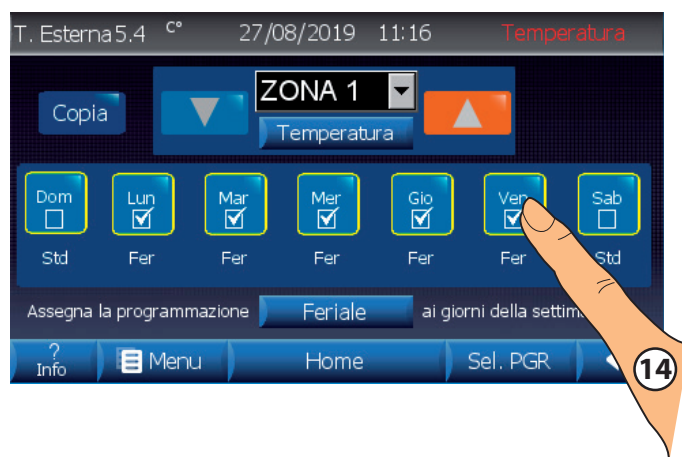 T. Esterna 5.4 C° 27/08/2019 11:16 Temperatura
Copia
ZONA 1
Temperatura
Dom Lun Mar Mer Gio Ven Sab
Std Fer Fer Fer Fer Fer Std
Assegna la programmazione Feriale ai giorni della settim
? Info Menu Home Sel. PGR
14